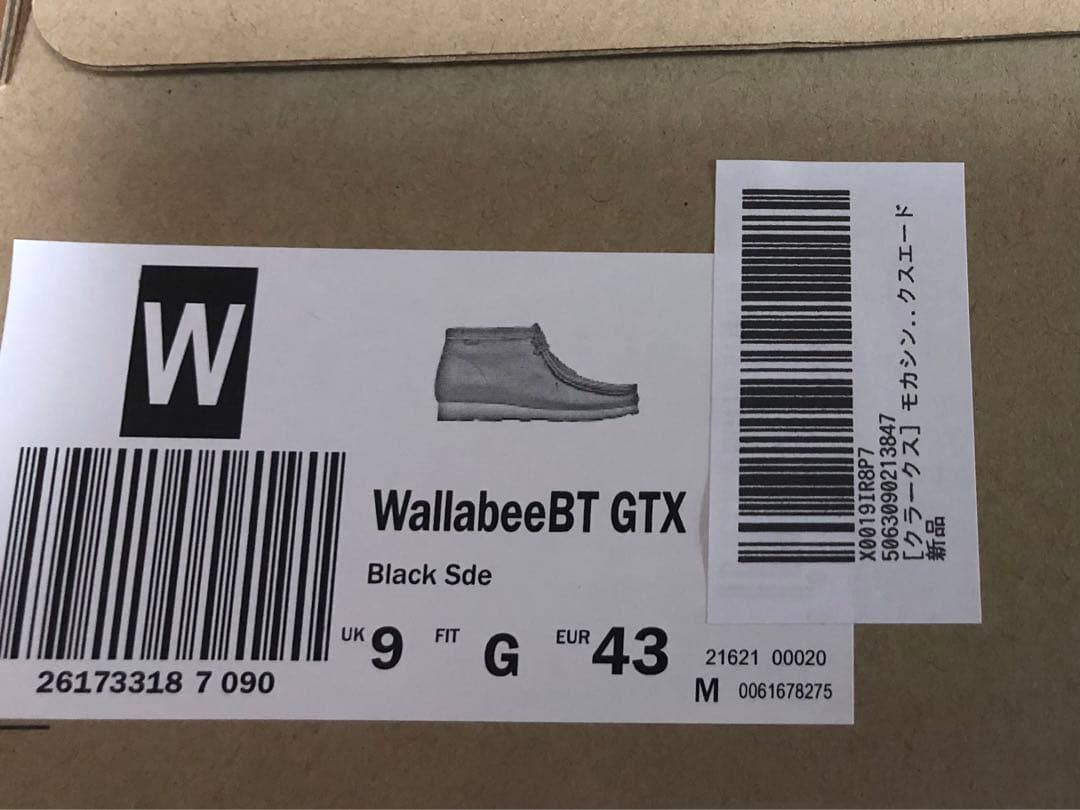 W
WallabeeBT GTX
Black Sde
UK 9 FIT G EUR 43
26173318 7 090
21621 00020
M 0061678275
X0019IR8P7
5063090213847
[クラークス] モカシン..クスエード
新品